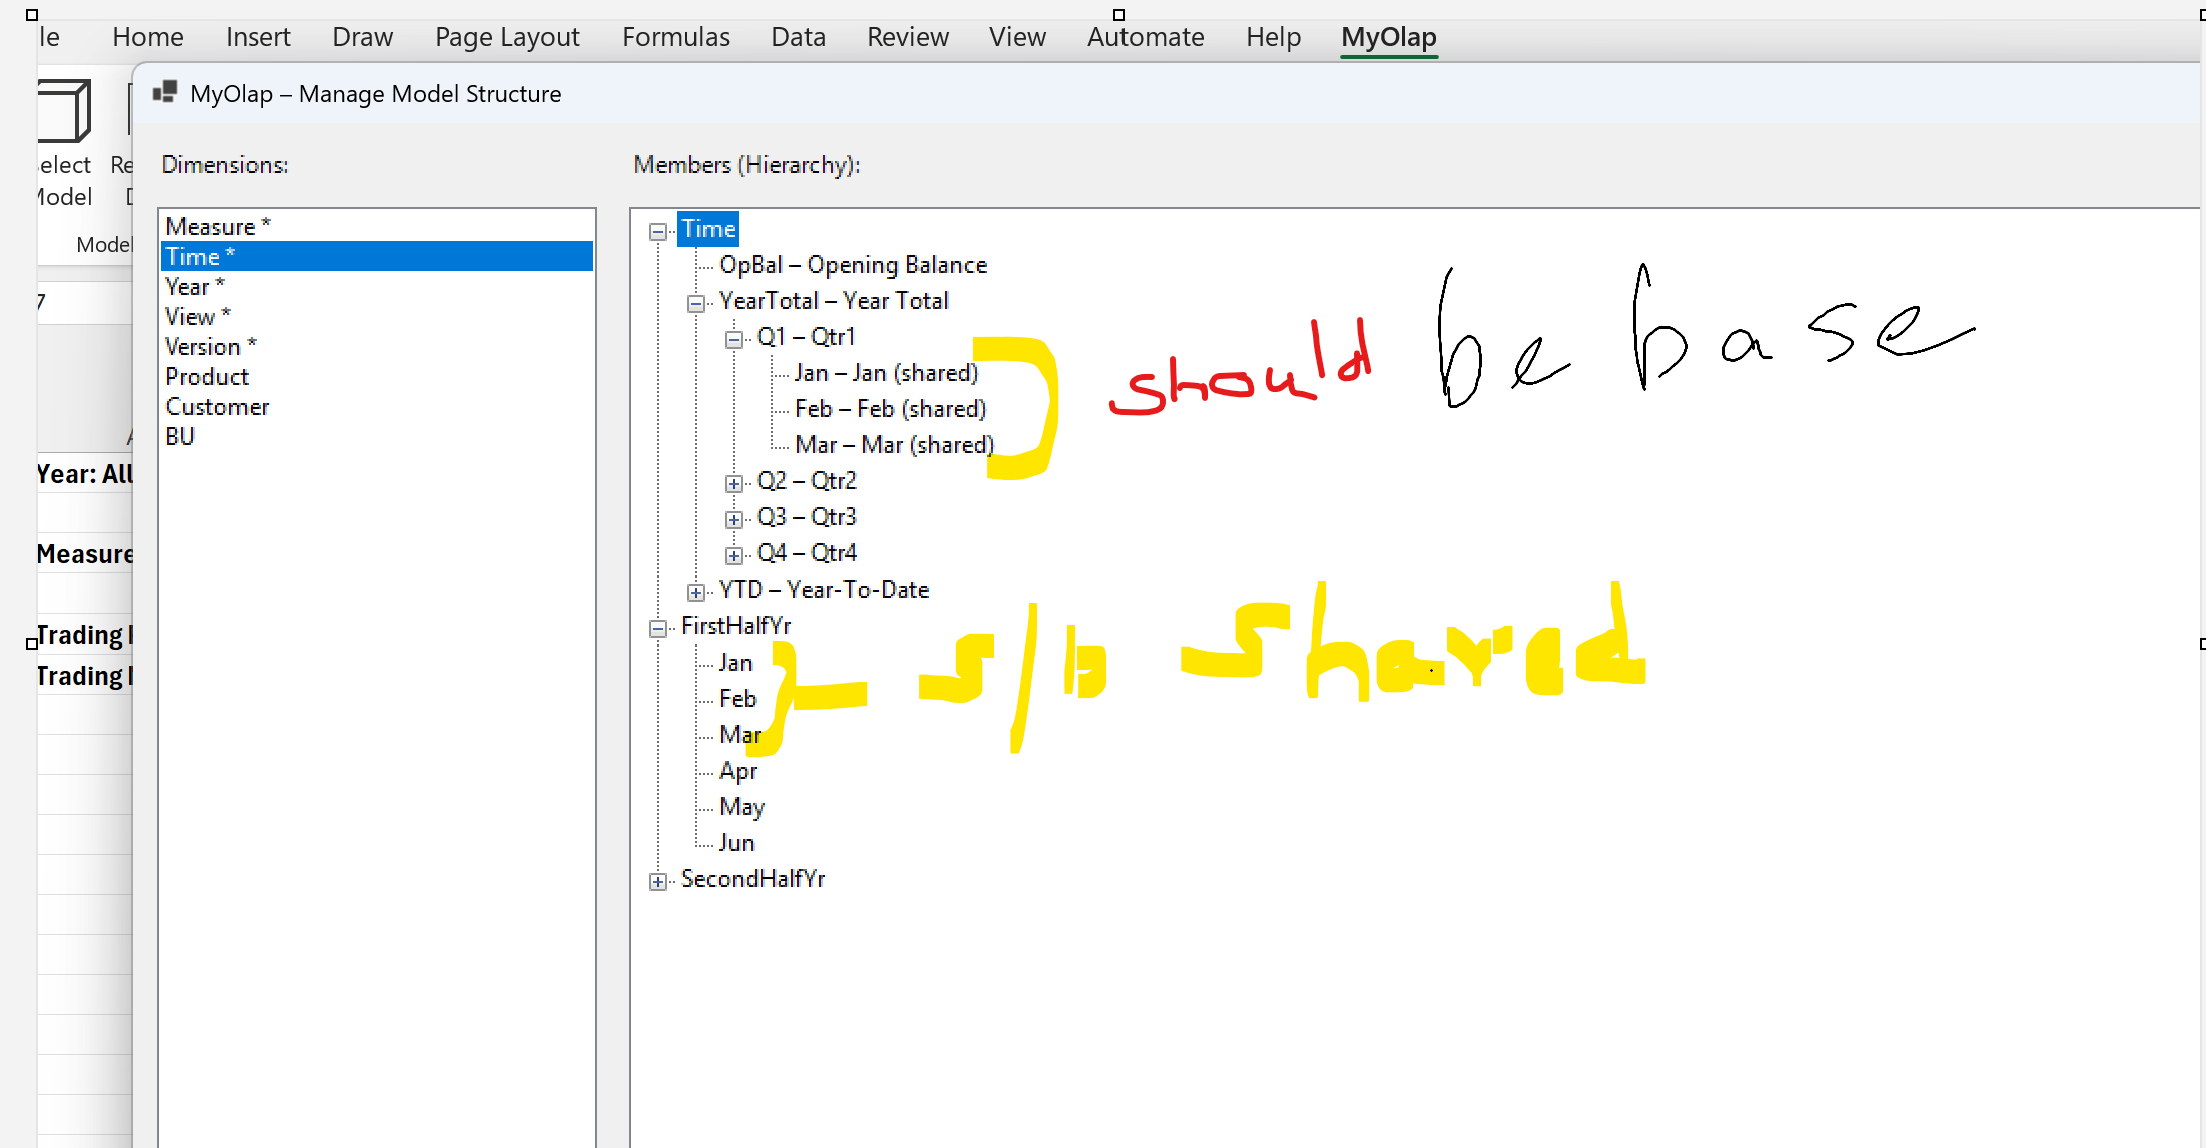 le Home Insert Draw Page Layout Formulas Data Review View Automate Help MyOlap
MyOlap – Manage Model Structure
elect Re
Model
Model
7
Year: All
Measure
Trading
Trading
Dimensions:
Measure *
Time *
Year *
View *
Version *
Product
Customer
BU
Members (Hierarchy):
Time
OpBal – Opening Balance
YearTotal – Year Total
Q1 – Qtr1
Jan – Jan (shared)
Feb – Feb (shared)
Mar – Mar (shared)
should be base
Q2 – Qtr2
Q3 – Qtr3
Q4 – Qtr4
YTD – Year-To-Date
FirstHalfYr
Jan
Feb
Mar
s/b shared
Apr
May
Jun
SecondHalfYr